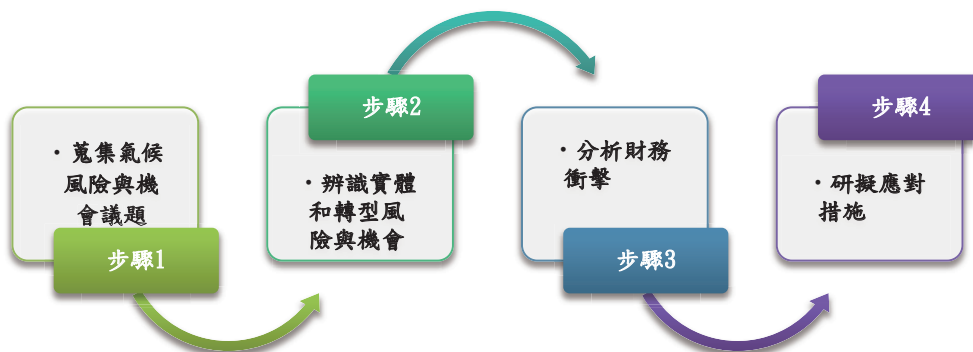 ・蒐集氣候
風險與機
會議題
步驟1
步驟2
・辨識實體
和轉型風
險與機會
・分析財務
衝擊
步驟3
步驟4
・研擬應對
措施